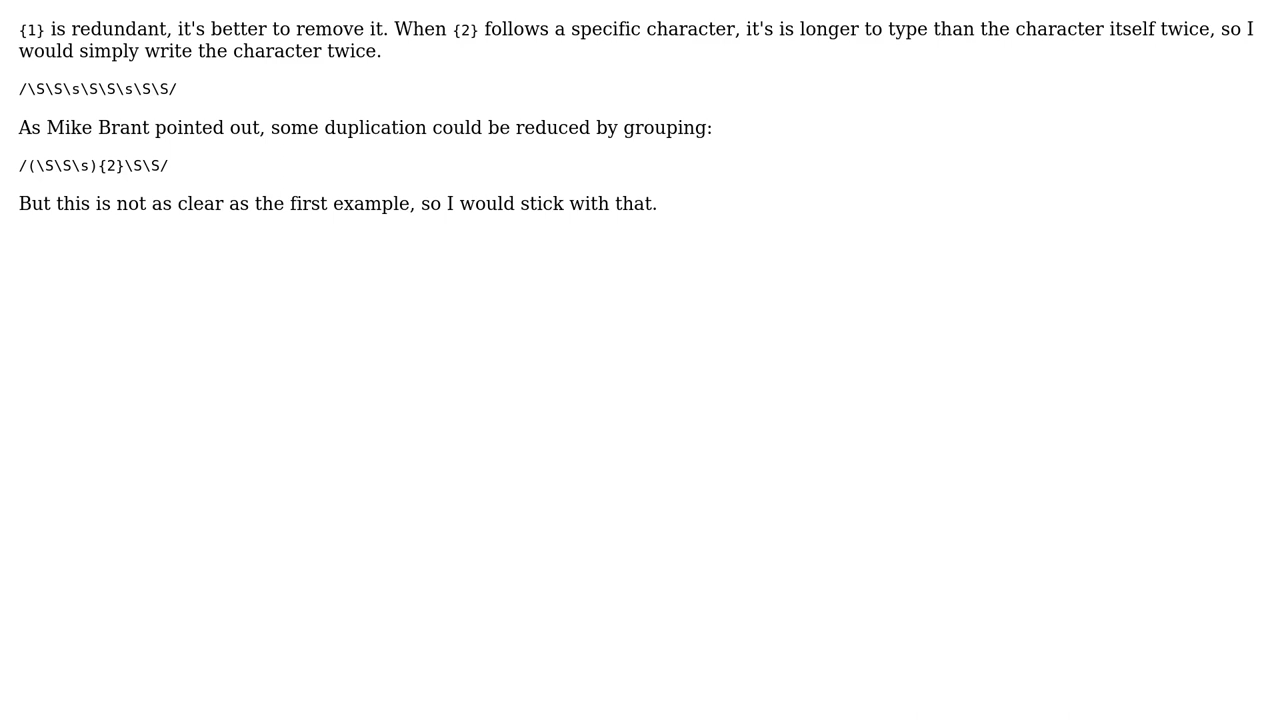 {1} is redundant, it's better to remove it. When {2} follows a specific character, it's is longer to type than the character itself twice, so I
would simply write the character twice.
/\S\S\s\S\S\s\S\S/
As Mike Brant pointed out, some duplication could be reduced by grouping:
/(\S\S\s){2}\S\S/
But this is not as clear as the first example, so I would stick with that.